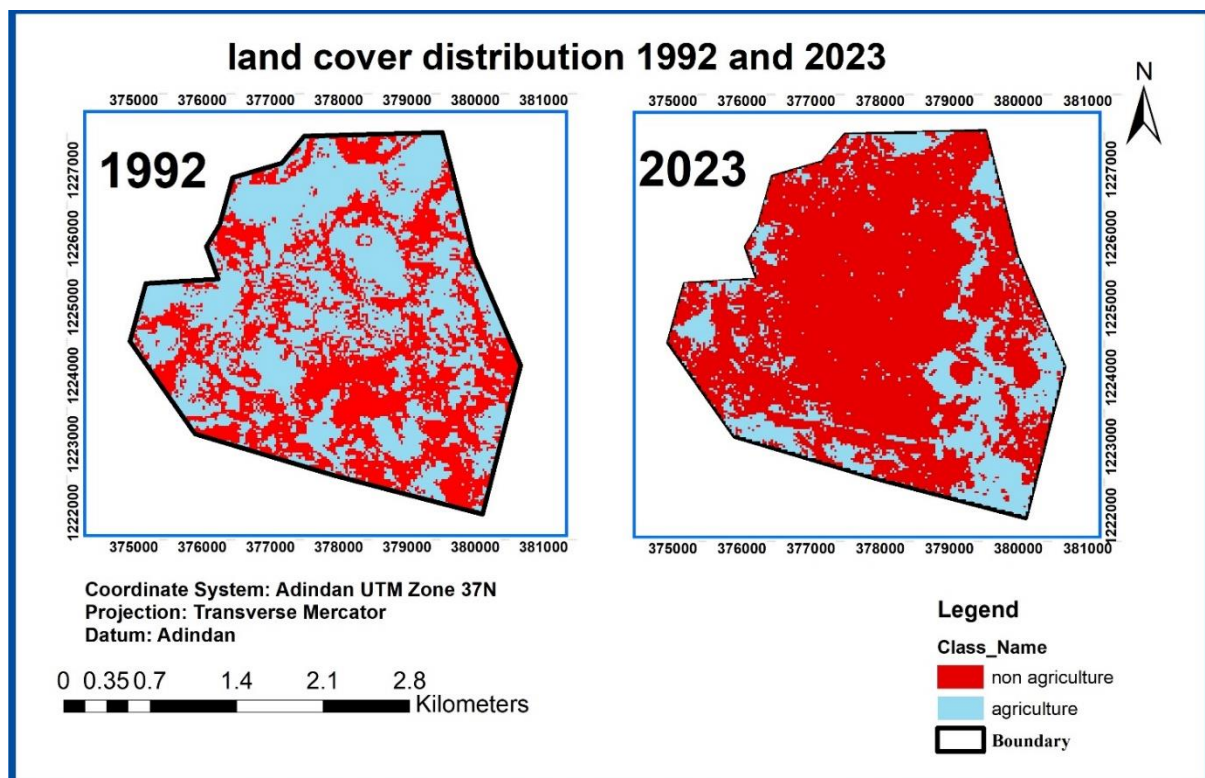 land cover distribution 1992 and 2023
N
375000 376000 377000 378000 379000 380000 381000
1992
1227000
1226000
1225000
1224000
1223000
1222000
375000 376000 377000 378000 379000 380000 381000
375000 376000 377000 378000 379000 380000 381000
2023
1227000
1226000
1225000
1224000
1223000
1222000
375000 376000 377000 378000 379000 380000 381000
Coordinate System: Adindan UTM Zone 37N
Projection: Transverse Mercator
Datum: Adindan
0 0.35 0.7 1.4 2.1 2.8
Kilometers
Legend
Class_Name
non agriculture
agriculture
Boundary